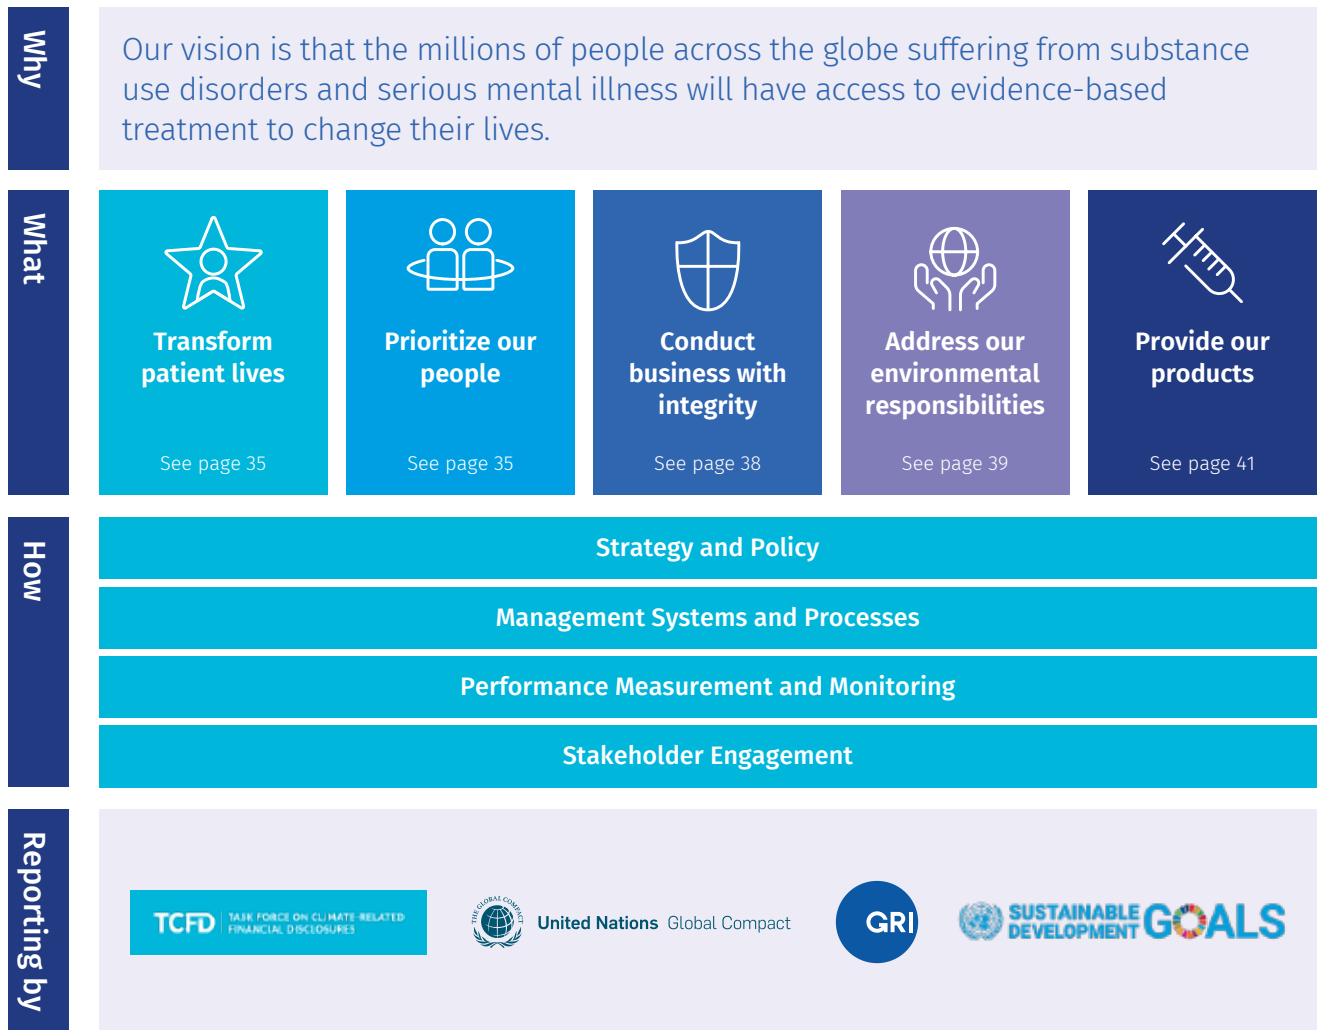 Why
Our vision is that the millions of people across the globe suffering from substance
use disorders and serious mental illness will have access to evidence-based
treatment to change their lives.
What
Transform
patient lives
See page 35
Prioritize our
people
See page 35
Conduct
business with
integrity
See page 38
Address our
environmental
responsibilities
See page 39
Provide our
products
See page 41
How
Strategy and Policy
Management Systems and Processes
Performance Measurement and Monitoring
Stakeholder Engagement
Reporting by
TCFD
TASK FORCE ON CLIMATE-RELATED
FINANCIAL DISCLOSURES
THE GLOBAL COMPACT
United Nations Global Compact
GRI
SUSTAINABLE
DEVELOPMENT
GOALS